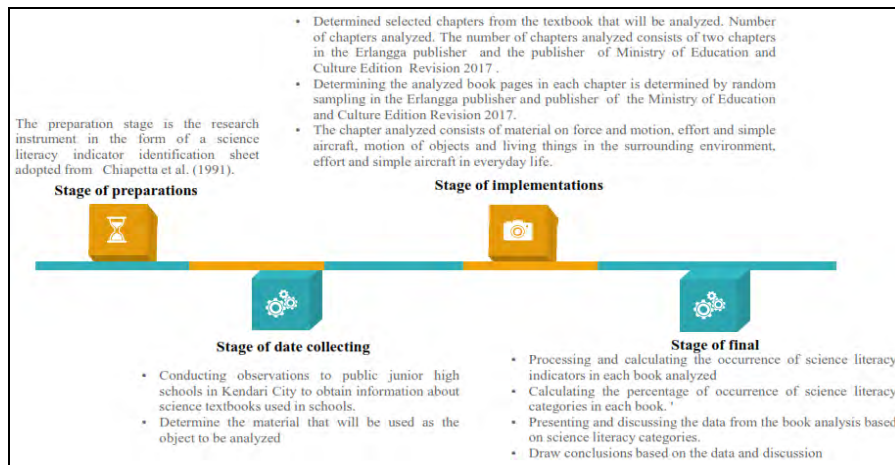 • Determined selected chapters from the textbook that will be analyzed. Number
of chapters analyzed. The number of chapters analyzed consists of two chapters
in the Erlangga publisher and the publisher of Ministry of Education and
Culture Edition Revision 2017 .
• Determining the analyzed book pages in each chapter is determined by random
sampling in the Erlangga publisher and publisher of the Ministry of Education
and Culture Edition Revision 2017.
• The chapter analyzed consists of material on force and motion, effort and simple
aircraft, motion of objects and living things in the surrounding environment,
effort and simple aircraft in everyday life.
The preparation stage is the research
instrument in the form of a science
literacy indicator identification sheet
adopted from Chiapetta et al. (1991).
Stage of preparations
Stage of implementations
Stage of date collecting
• Conducting observations to public junior high
schools in Kendari City to obtain information about
science textbooks used in schools.
• Determine the material that will be used as the
object to be analyzed
Stage of final
• Processing and calculating the occurrence of science literacy
indicators in each book analyzed
• Calculating the percentage of occurrence of science literacy
categories in each book. '
• Presenting and discussing the data from the book analysis based
on science literacy categories.
• Draw conclusions based on the data and discussion